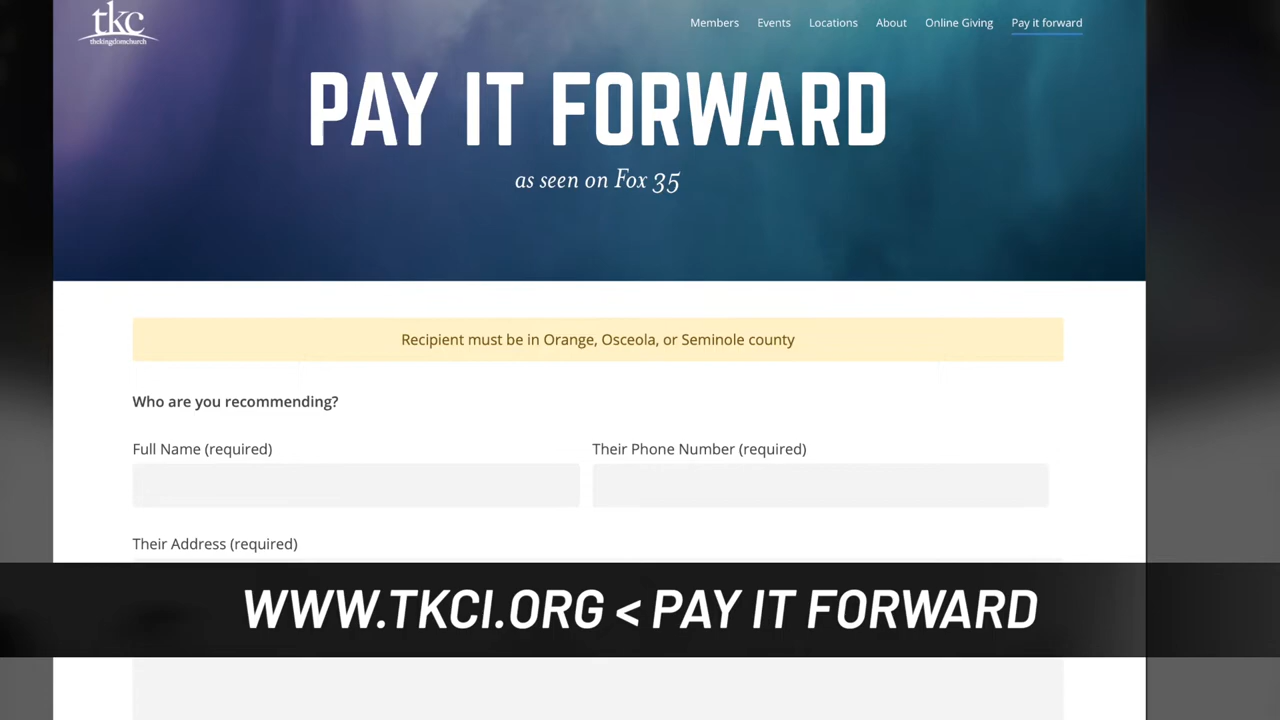 tkc
thekingdomchurch
Members Events Locations About Online Giving Pay it forward
PAY IT FORWARD
as seen on Fox 35
Recipient must be in Orange, Osceola, or Seminole county
Who are you recommending?
Full Name (required) Their Phone Number (required)
Their Address (required)
WWW.TKCI.ORG < PAY IT FORWARD